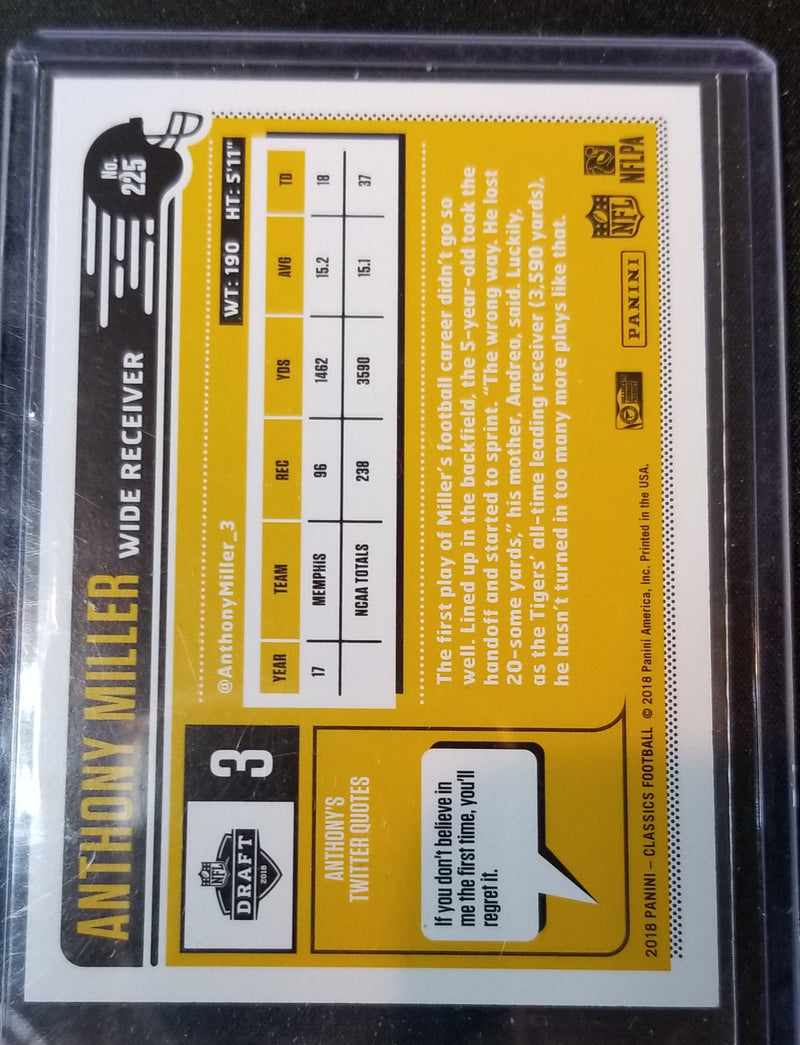 No.
225
ANTHONY MILLER WIDE RECEIVER
NFL
DRAFT
2018
3
@AnthonyMiller_3
WT: 190 HT: 5'11"
YEAR TEAM REC YDS AVG TD
17 MEMPHIS 96 1462 15.2 18
NCAA TOTALS 238 3590 15.1 37
ANTHONY'S
TWITTER QUOTES
If you don't believe in
me the first time, you'll
regret it.
The first play of Miller's football career didn't go so
well. Lined up in the backfield, the 5-year-old took the
handoff and started to sprint. "The wrong way. He lost
20-some yards," his mother, Andrea, said. Luckily,
as the Tigers' all-time leading receiver (3,590 yards),
he hasn't turned in too many more plays like that.
PANINI
NFL
NFLPA
2018 PANINI – CLASSICS FOOTBALL © 2018 Panini America, Inc. Printed in the USA.